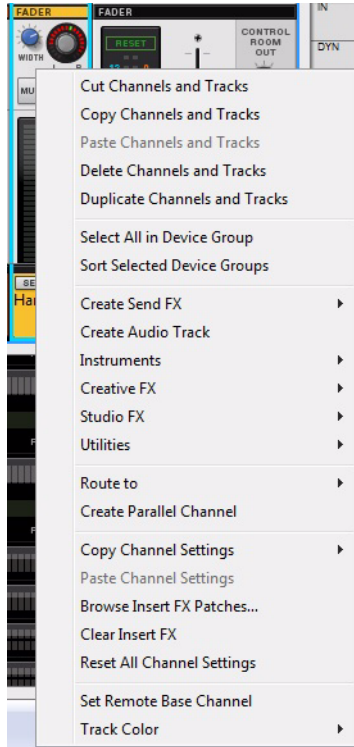 FADER
FADER
IN
WIDTH
RESET
CONTROL
ROOM
OUT
DYN
L R
MU
Cut Channels and Tracks
Copy Channels and Tracks
Paste Channels and Tracks
Delete Channels and Tracks
Duplicate Channels and Tracks
Select All in Device Group
Sort Selected Device Groups
SE
Har
Create Send FX
Create Audio Track
Instruments
Creative FX
Studio FX
Utilities
Route to
Create Parallel Channel
Copy Channel Settings
Paste Channel Settings
Browse Insert FX Patches...
Clear Insert FX
Reset All Channel Settings
Set Remote Base Channel
Track Color